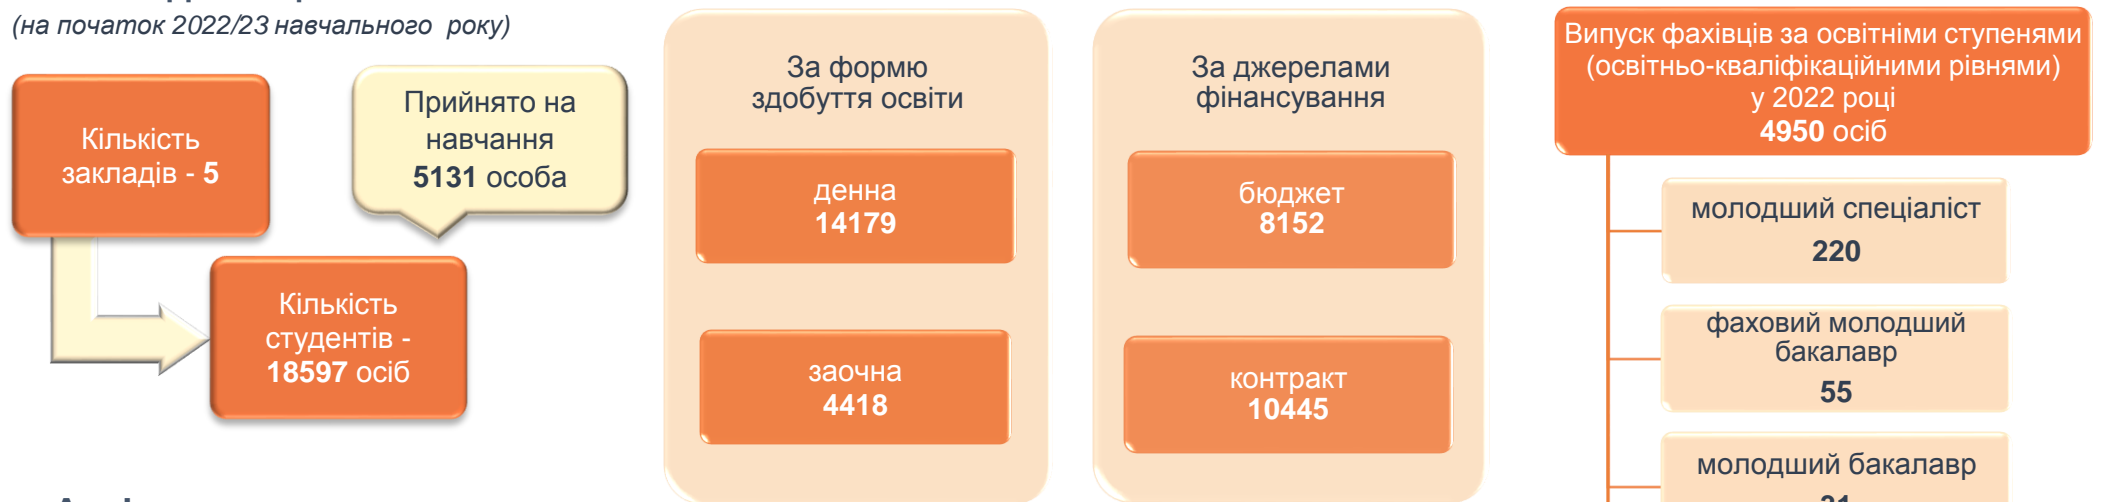 (на початок 2022/23 навчального року)
Кількість
закладів - 5
Прийнято на
навчання
5131 особа
Кількість
студентів -
18597 осіб
За формю
здобуття освіти
денна
14179
заочна
4418
За джерелами
фінансування
бюджет
8152
контракт
10445
Випуск фахівців за освітніми ступенями
(освітньо-кваліфікаційними рівнями)
у 2022 році
4950 осіб
молодший спеціаліст
220
фаховий молодший
бакалавр
55
молодший бакалавр